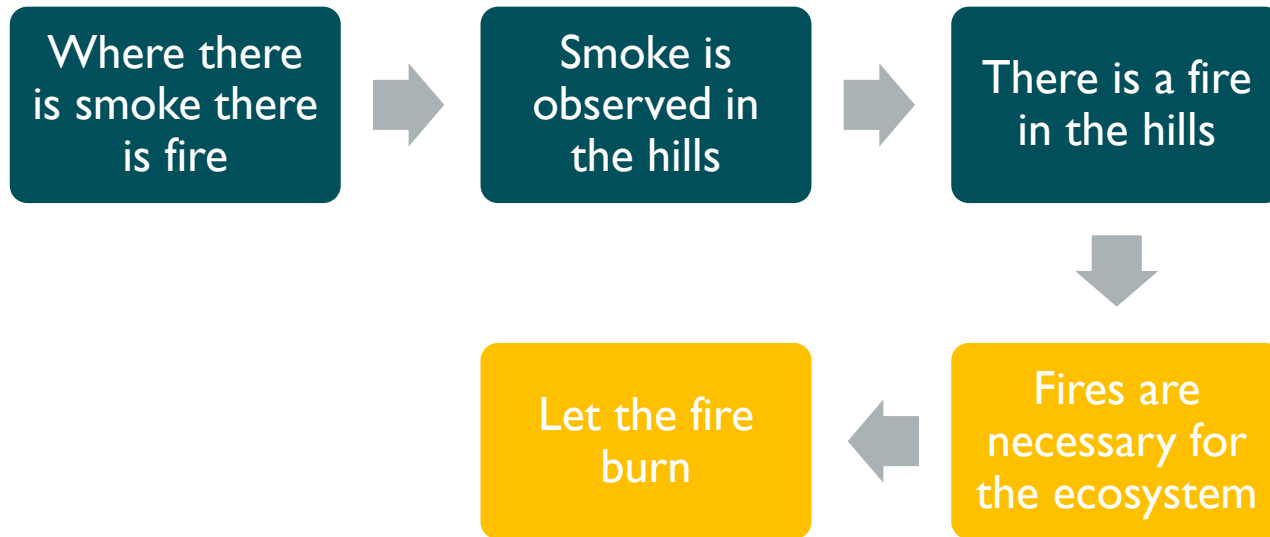 Where there
is smoke there
is fire
Smoke is
observed in
the hills
There is a fire
in the hills
Fires are
necessary for
the ecosystem
Let the fire
burn